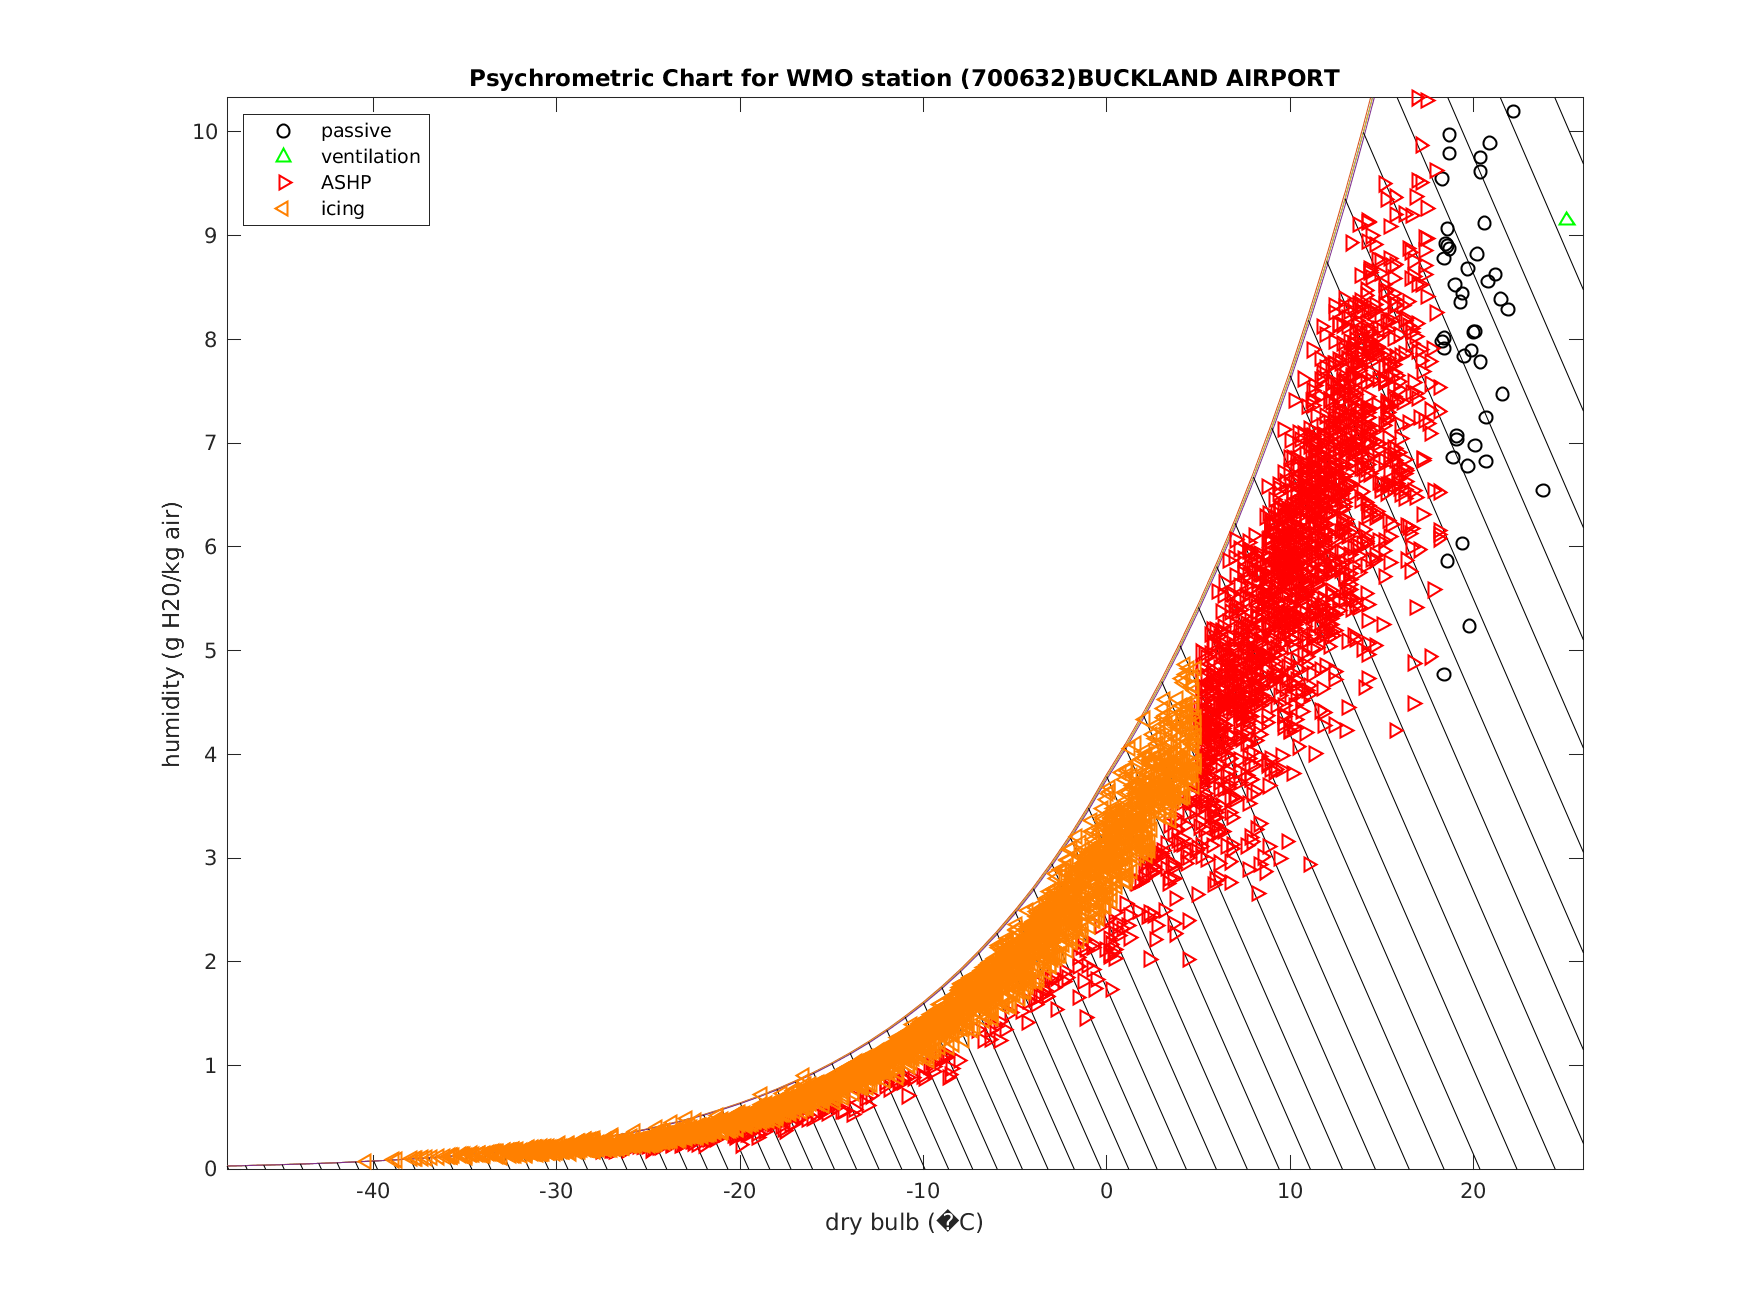 Psychrometric Chart for WMO station (700632)BUCKLAND AIRPORT
passive
ventilation
ASHP
icing
10
9
8
7
6
5
4
3
2
1
0
humidity (g H20/kg air)
-40 -30 -20 -10 0 10 20
dry bulb (�C)